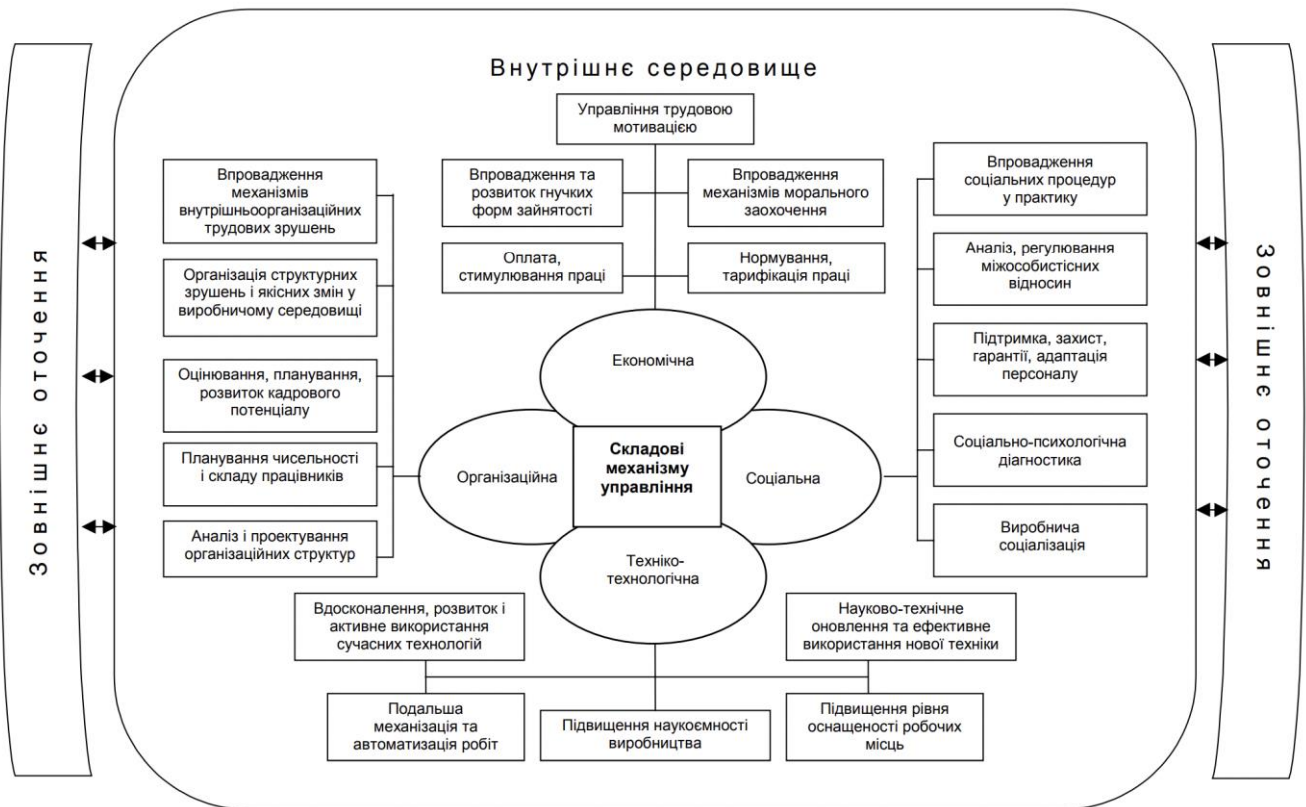 Внутрішнє середовище
Зовнішнє оточення
Управління трудовою
мотивацією
Впровадження та
розвиток гнучких
форм зайнятості
Впровадження
механізмів морального
заохочення
Оплата,
стимулювання праці
Нормування,
тарифікація праці
Впровадження
механізмів
внутрішньоорганізаційних
трудових зрушень
Організація структурних
зрушень і якісних змін у
виробничому середовищі
Оцінювання, планування,
розвиток кадрового
потенціалу
Планування чисельності
і складу працівників
Аналіз і проектування
організаційних структур
Економічна
Організаційна
Складові
механізму
управління
Соціальна
Техніко-
технологічна
Впровадження
соціальних процедур
у практику
Аналіз, регулювання
міжособистісних
відносин
Підтримка, захист,
гарантії, адаптація
персоналу
Соціально-психологічна
діагностика
Виробнича
соціалізація
Вдосконалення, розвиток і
активне використання
сучасних технологій
Науково-технічне
оновлення та ефективне
використання нової техніки
Подальша
механізація та
автоматизація робіт
Підвищення наукоємності
виробництва
Підвищення рівня
оснащеності робочих
місць
Зовнішнє оточення